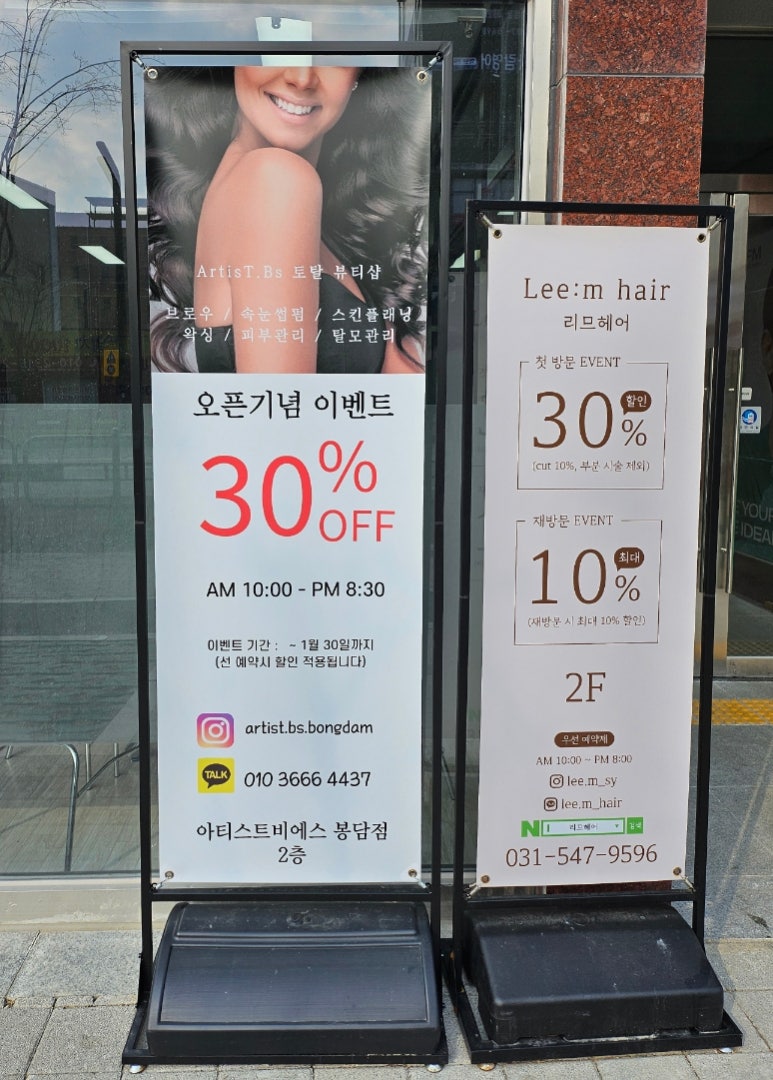 ArtisT.Bs 토탈 뷰티샵
브로우 / 속눈썹펌 / 스킨플래닝
왁싱 / 피부관리 / 탈모관리
오픈기념 이벤트
30%
OFF
AM 10:00 - PM 8:30
이벤트 기간 : ~ 1월 30일까지
(선 예약시 할인 적용됩니다)
artist.bs.bongdam
TALK
010 3666 4437
아티스트비에스 봉담점
2층
Lee:m hair
리므헤어
첫 방문 EVENT
30%
할인
(cut 10%, 부분 시술 제외)
재방문 EVENT
10%
최대
(재방문 시 최대 10% 할인)
2F
우선 예약제
AM 10:00 ~ PM 8:00
lee.m_sy
lee.m_hair
N 리므헤어 검색
031-547-9596